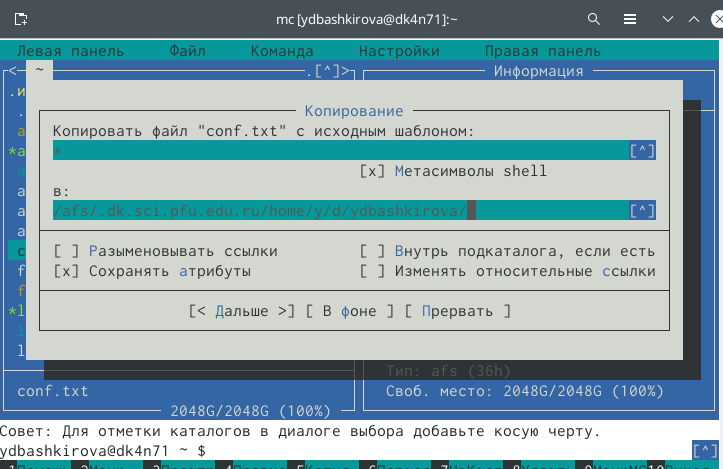 mc [ydbashkirova@dk4n71]:~
Левая панель Файл Команда Настройки Правая панель
<— ~ .[^]> Информация
.и
Копирование
Копировать файл "conf.txt" с исходным шаблоном:
* [^]
[x] Метасимволы shell
в:
/afs/.dk.sci.pfu.edu.ru/home/y/d/ydbashkirova/ [^]
[ ] Разыменовывать ссылки [ ] Внутрь подкаталога, если есть
[x] Сохранять атрибуты [ ] Изменять относительные ссылки
[< Дальше >] [ В фоне ] [ Прервать ]
Тип: afs (36h)
conf.txt Своб. место: 2048G/2048G (100%)
2048G/2048G (100%)
Совет: Для отметки каталогов в диалоге выбора добавьте косую черту.
ydbashkirova@dk4n71 ~ $ [^]